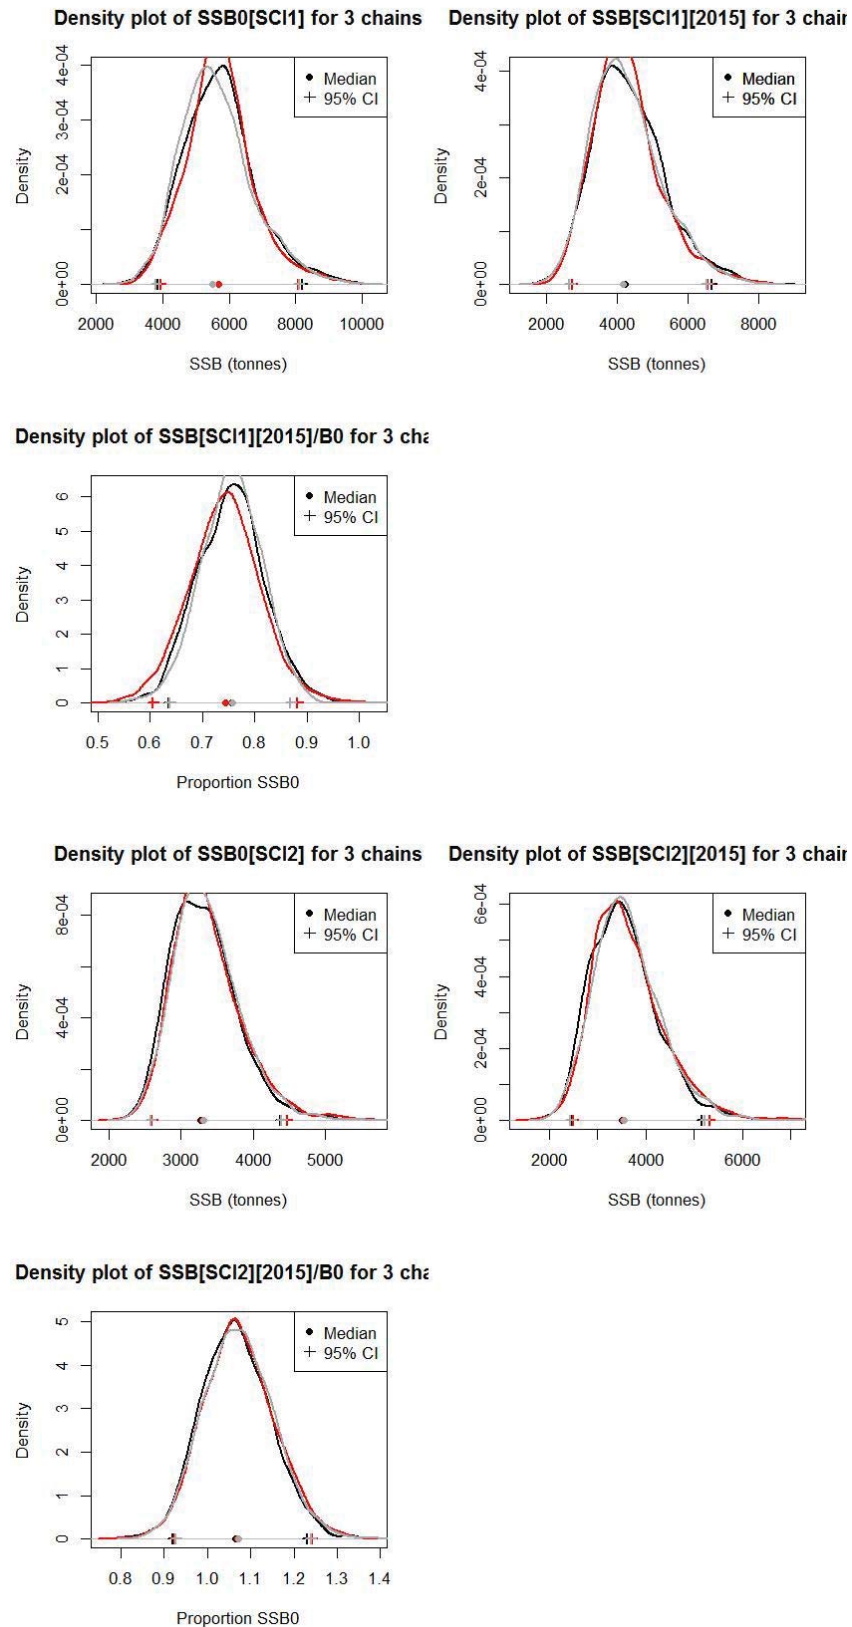 Density plot of SSB0[SCI1] for 3 chains
4e-04
3e-04
2e-04
0e+00
Density
Median
95% CI
2000 4000 6000 8000 10000
SSB (tonnes)
Density plot of SSB[SCI1][2015] for 3 chair
4e-04
2e-04
0e+00
Density
Median
95% CI
2000 4000 6000 8000
SSB (tonnes)
Density plot of SSB[SCI1][2015]/B0 for 3 cha
6
5
4
3
2
1
0
Density
Median
95% CI
0.5 0.6 0.7 0.8 0.9 1.0
Proportion SSB0
Density plot of SSB0[SCI2] for 3 chains
8e-04
4e-04
0e+00
Density
Median
95% CI
2000 3000 4000 5000
SSB (tonnes)
Density plot of SSB[SCI2][2015] for 3 chair
6e-04
4e-04
2e-04
0e+00
Density
Median
95% CI
2000 4000 6000
SSB (tonnes)
Density plot of SSB[SCI2][2015]/B0 for 3 cha
5
4
3
2
1
0
Density
Median
95% CI
0.8 0.9 1.0 1.1 1.2 1.3 1.4
Proportion SSB0